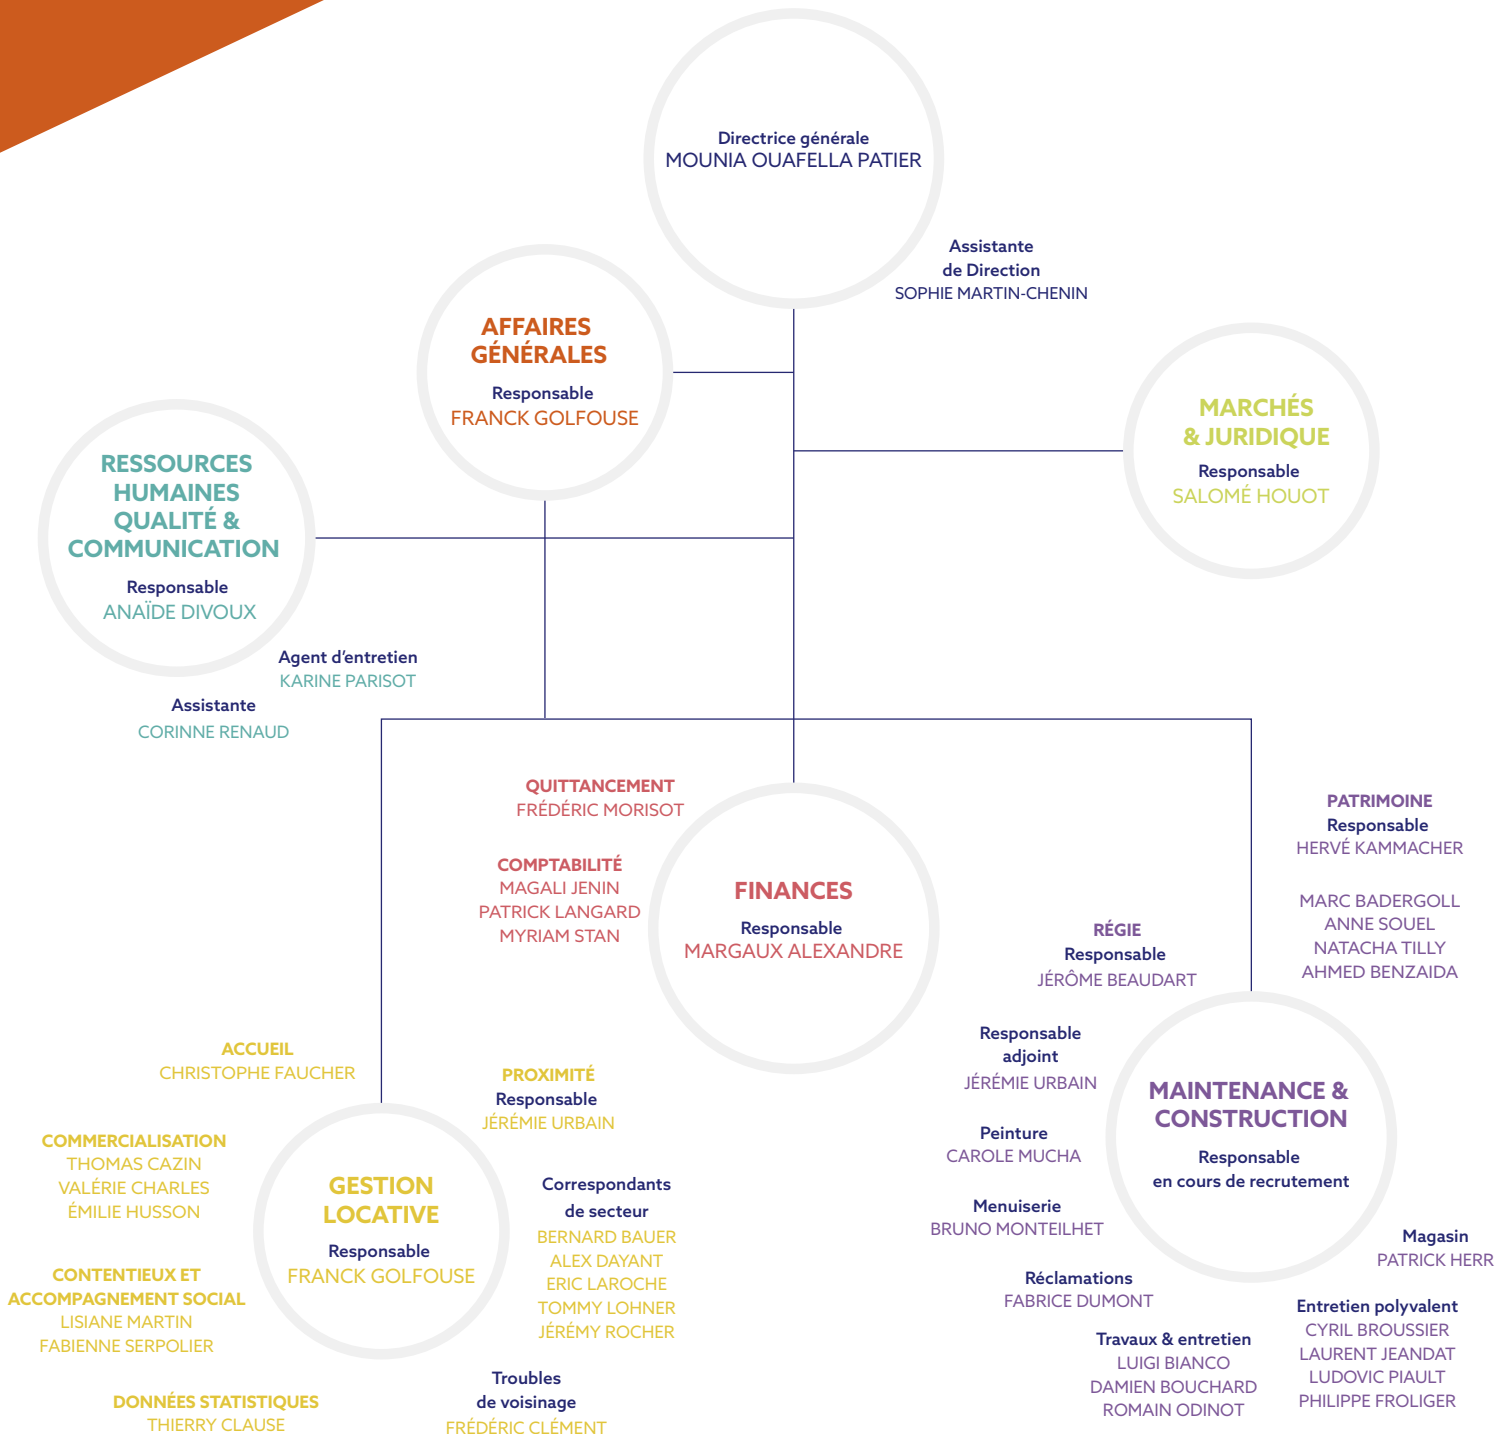 Directrice générale
MOUNIA OUAFELLA PATIER
Assistante
de Direction
SOPHIE MARTIN-CHENIN
AFFAIRES
GÉNÉRALES
Responsable
FRANCK GOLFOUSE
MARCHÉS
& JURIDIQUE
Responsable
SALOMÉ HOUOT
RESSOURCES
HUMAINES
QUALITÉ &
COMMUNICATION
Responsable
ANAÏDE DIVOUX
Agent d’entretien
KARINE PARISOT
Assistante
CORINNE RENAUD
QUITTANCEMENT
FRÉDÉRIC MORISOT
COMPTABILITÉ
MAGALI JENIN
PATRICK LANGARD
MYRIAM STAN
FINANCES
Responsable
MARGAUX ALEXANDRE
PATRIMOINE
Responsable
HERVÉ KAMMACHER
MARC BADERGOLL
ANNE SOUEL
NATACHA TILLY
AHMED BENZAIDA
RÉGIE
Responsable
JÉRÔME BEAUDART
Responsable
adjoint
JÉRÉMIE URBAIN
Peinture
CAROLE MUCHA
Menuiserie
BRUNO MONTEILHET
Réclamations
FABRICE DUMONT
Travaux & entretien
LUIGI BIANCO
DAMIEN BOUCHARD
ROMAIN ODINOT
MAINTENANCE &
CONSTRUCTION
Responsable
en cours de recrutement
Magasin
PATRICK HERR
Entretien polyvalent
CYRIL BROUSSIER
LAURENT JEANDAT
LUDOVIC PIAULT
PHILIPPE FROLIGER
ACCUEIL
CHRISTOPHE FAUCHER
COMMERCIALISATION
THOMAS CAZIN
VALÉRIE CHARLES
ÉMILIE HUSSON
CONTENTIEUX ET
ACCOMPAGNEMENT SOCIAL
LISIANE MARTIN
FABIENNE SERPOLIER
DONNÉES STATISTIQUES
THIERRY CLAUSE
GESTION
LOCATIVE
Responsable
FRANCK GOLFOUSE
PROXIMITÉ
Responsable
JÉRÉMIE URBAIN
Correspondants
de secteur
BERNARD BAUER
ALEX DAYANT
ERIC LAROCHE
TOMMY LOHNER
JÉRÉMY ROCHER
Troubles
de voisinage
FRÉDÉRIC CLÉMENT